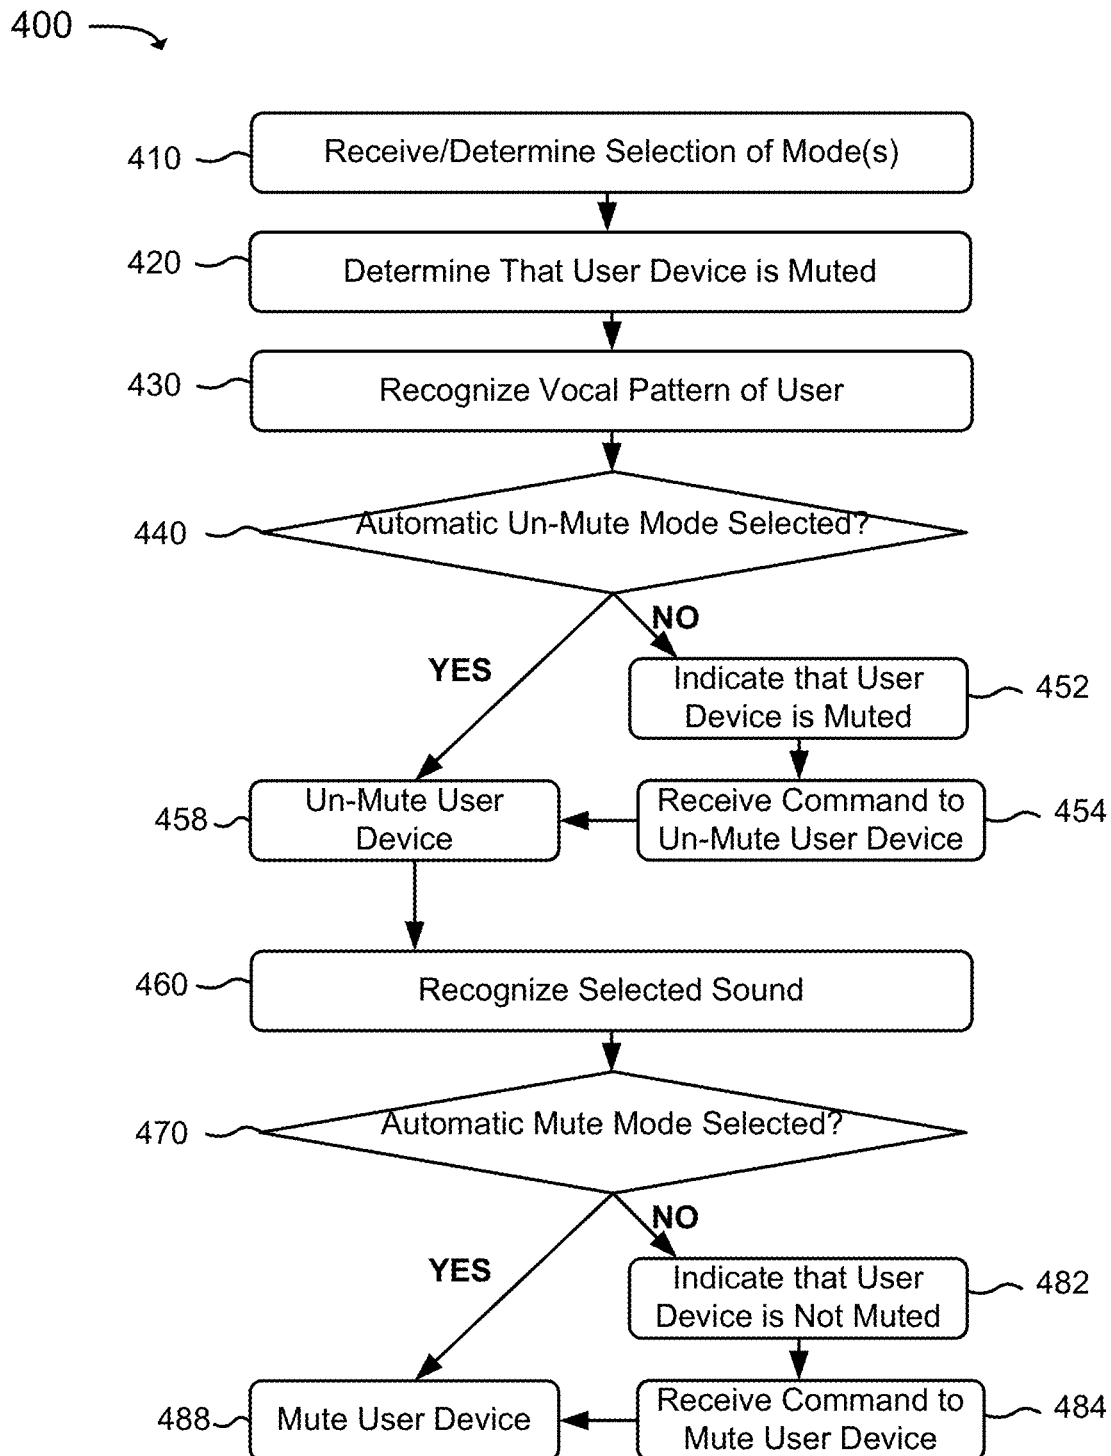 400
410
Receive/Determine Selection of Mode(s)
420
Determine That User Device is Muted
430
Recognize Vocal Pattern of User
440
Automatic Un-Mute Mode Selected?
NO
YES
Indicate that User
Device is Muted
452
458
Un-Mute User
Device
Receive Command to
Un-Mute User Device
454
460
Recognize Selected Sound
470
Automatic Mute Mode Selected?
NO
YES
Indicate that User
Device is Not Muted
482
488
Mute User Device
Receive Command to
Mute User Device
484